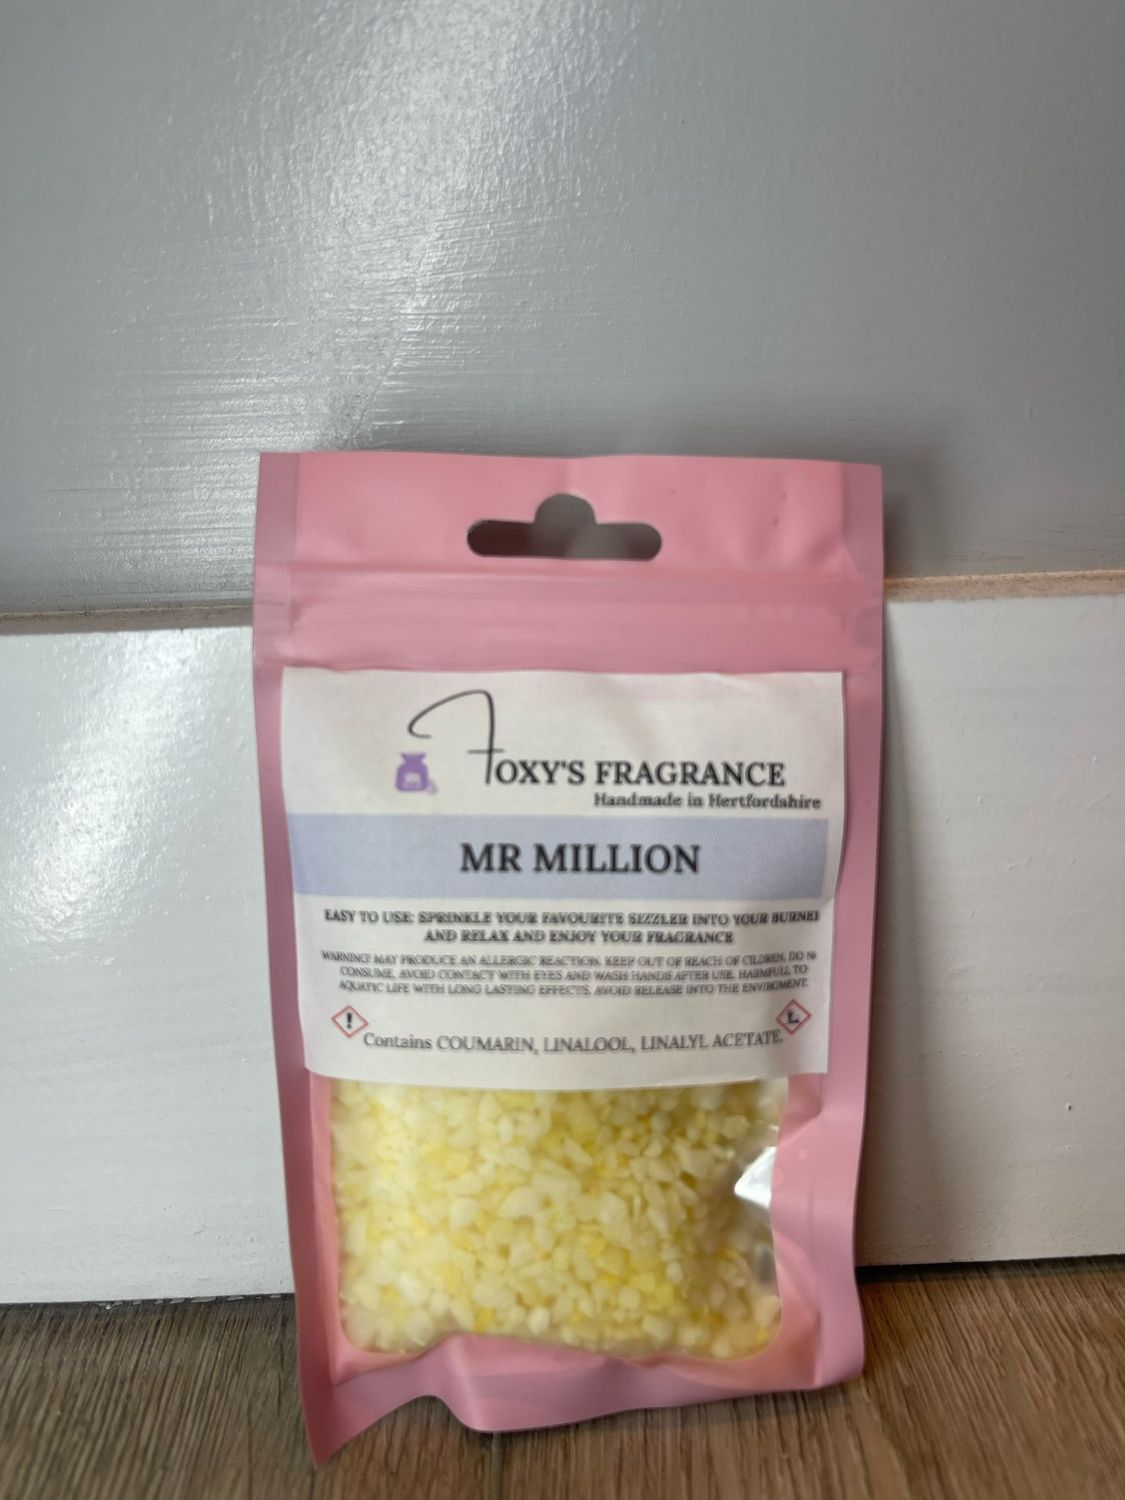 FOXY'S FRAGRANCE
Handmade in Hertfordshire
MR MILLION
EASY TO USE: SPRINKLE YOUR FAVOURITE SIZZLER INTO YOUR BURNE
AND RELAX AND ENJOY YOUR FRAGRANCE
WARNING! MAY PRODUCE AN ALLERGIC REACTION. KEEP OUT OF REACH OF CILDREN. DO N
CONSUME, AVOID CONTACT WITH EYES AND WASH HANDS AFTER USE. HARMFULL TO
AQUATIC LIFE WITH LONG LASTING EFFECTS. AVOID RELEASE INTO THE ENVIROMENT.
Contains COUMARIN, LINALOOL, LINALYL ACETATE.